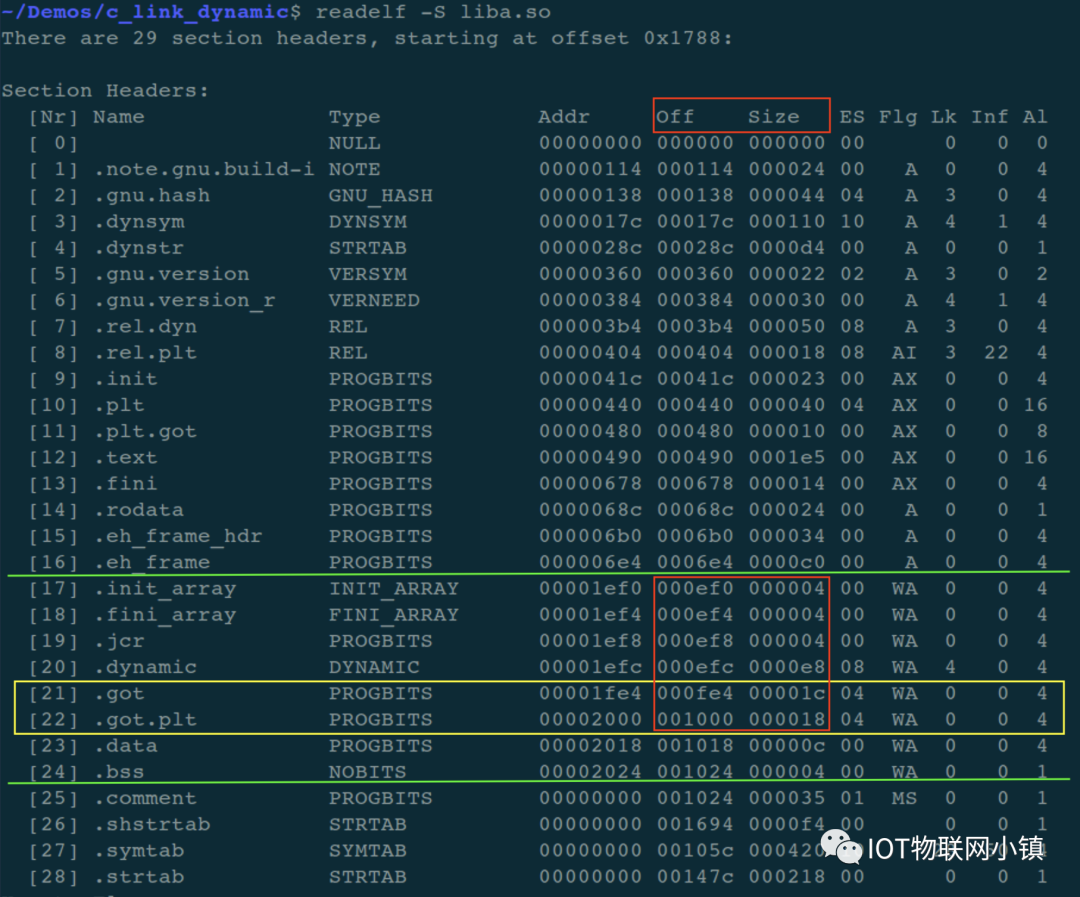 ~/Demos/c_link_dynamic$ readelf -S liba.so
There are 29 section headers, starting at offset 0x1788:
Section Headers:
[Nr] Name Type Addr Off Size ES Flg Lk Inf Al
[ 0] NULL 00000000 000000 000000 00 0 0 0
[ 1] .note.gnu.build-i NOTE 00000114 000114 000024 00 A 0 0 4
[ 2] .gnu.hash GNU_HASH 00000138 000138 000044 04 A 3 0 4
[ 3] .dynsym DYNSYM 0000017c 00017c 000110 10 A 4 1 4
[ 4] .dynstr STRTAB 0000028c 00028c 0000d4 00 A 0 0 1
[ 5] .gnu.version VERSYM 00000360 000360 000022 02 A 3 0 2
[ 6] .gnu.version_r VERNEED 00000384 000384 000030 00 A 4 1 4
[ 7] .rel.dyn REL 000003b4 0003b4 000050 08 A 3 0 4
[ 8] .rel.plt REL 00000404 000404 000018 08 AI 3 22 4
[ 9] .init PROGBITS 0000041c 00041c 000023 00 AX 0 0 4
[10] .plt PROGBITS 00000440 000440 000040 04 AX 0 0 16
[11] .plt.got PROGBITS 00000480 000480 000010 00 AX 0 0 8
[12] .text PROGBITS 00000490 000490 0001e5 00 AX 0 0 16
[13] .fini PROGBITS 00000678 000678 000014 00 AX 0 0 4
[14] .rodata PROGBITS 0000068c 00068c 000024 00 A 0 0 1
[15] .eh_frame_hdr PROGBITS 000006b0 0006b0 000034 00 A 0 0 4
[16] .eh_frame PROGBITS 000006e4 0006e4 0000c0 00 A 0 0 4
[17] .init_array INIT_ARRAY 00001ef0 000ef0 000004 00 WA 0 0 4
[18] .fini_array FINI_ARRAY 00001ef4 000ef4 000004 00 WA 0 0 4
[19] .jcr PROGBITS 00001ef8 000ef8 000004 00 WA 0 0 4
[20] .dynamic DYNAMIC 00001efc 000efc 0000e8 08 WA 4 0 4
[21] .got PROGBITS 00001fe4 000fe4 00001c 04 WA 0 0 4
[22] .got.plt PROGBITS 00002000 001000 000018 04 WA 0 0 4
[23] .data PROGBITS 00002018 001018 00000c 00 WA 0 0 4
[24] .bss NOBITS 00002024 001024 000004 00 WA 0 0 1
[25] .comment PROGBITS 00000000 001024 000035 01 MS 0 0 1
[26] .shstrtab STRTAB 00000000 001694 0000f4 00 0 0 1
[27] .symtab SYMTAB 00000000 00105c 000420 4
IOT物联网小镇
[28] .strtab STRTAB 00000000 00147c 000218 00 0 0 1